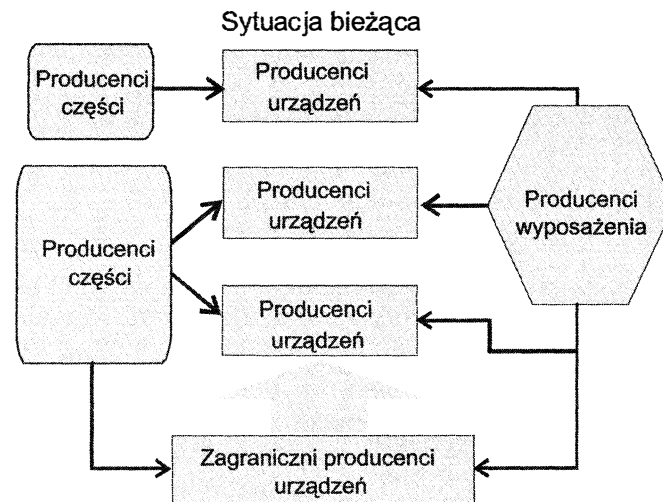 Sytuacja bieżąca
Producenci
części
Producenci
urządzeń
Producenci
części
Producenci
urządzeń
Producenci
wyposażenia
Producenci
urządzeń
Zagraniczni producenci
urządzeń